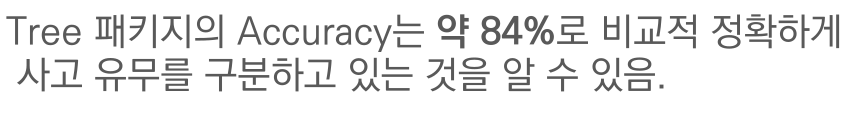 Tree 패키지의 Accuracy는 약 84%로 비교적 정확하게
사고 유무를 구분하고 있는 것을 알 수 있음.